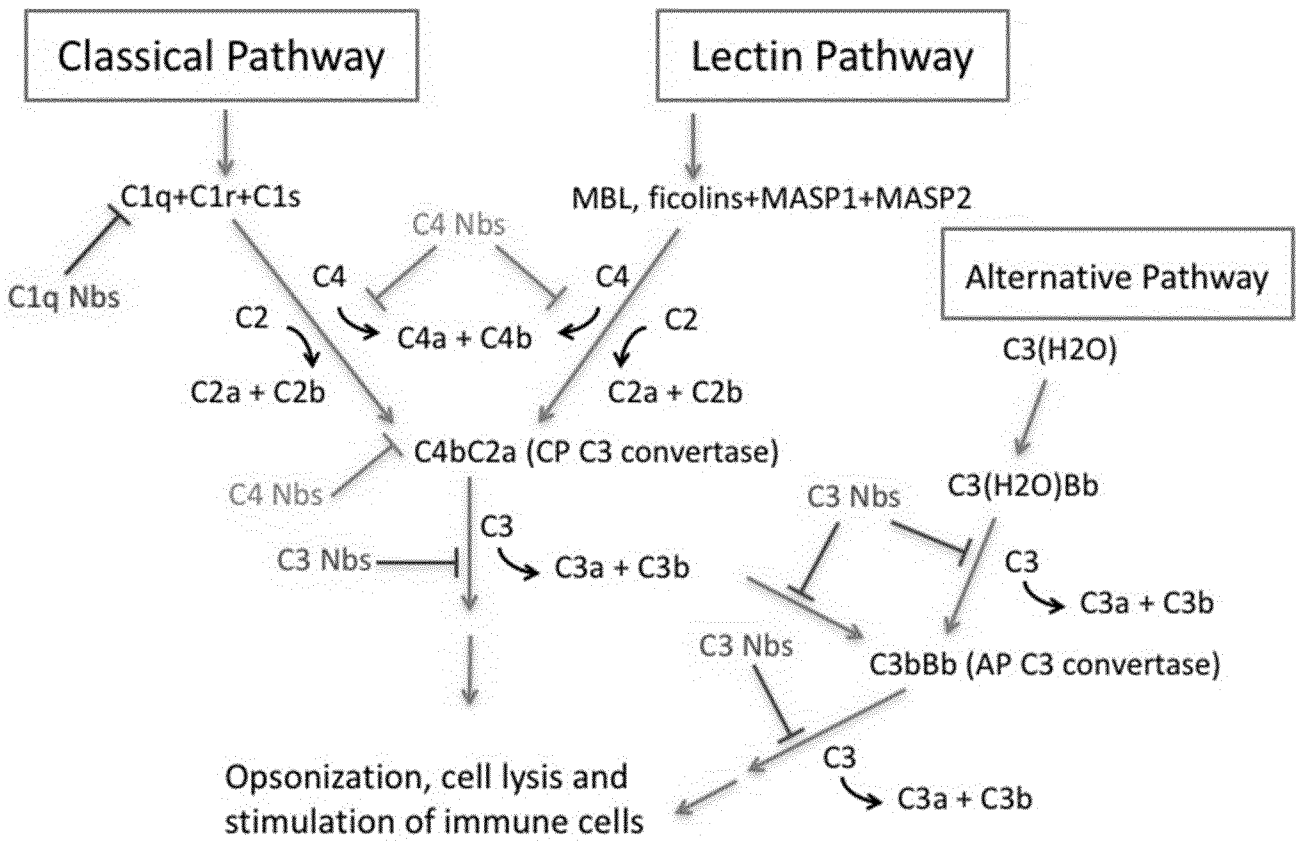 Classical Pathway
Lectin Pathway
C1q+C1r+C1s
MBL, ficolins+MASP1+MASP2
C4 Nbs
Alternative Pathway
C1q Nbs
C4
C4
C2
C4a + C4b
C2
C3(H2O)
C2a + C2b
C2a + C2b
C4bC2a (CP C3 convertase)
C4 Nbs
C3 Nbs
C3(H2O)Bb
C3
C3 Nbs
C3a + C3b
C3
C3a + C3b
C3 Nbs
C3bBb (AP C3 convertase)
Opsonization, cell lysis and
stimulation of immune cells
C3
C3a + C3b